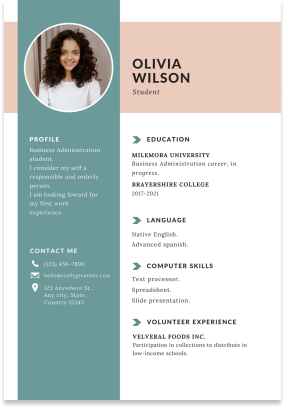 OLIVIA
WILSON
Student
PROFILE
Business Administration
student.
I consider my self a
responsible and orderly
person.
I am looking foward for
my first work
experience.
CONTACT ME
(123) 456-7890
hello@reallygreatsite.com
123 Anywhere St.,
Any city, State,
Country 12345
EDUCATION
MILEMORA UNIVERSITY
Business Administration career, in
progress.
BRAYERSHIRE COLLEGE
2017-2021
LANGUAGE
Native English.
Advanced spanish.
COMPUTER SKILLS
Text processor.
Spreadsheet.
Slide presentation.
VOLUNTEER EXPERIENCE
VELVERAL FOODS INC.
Participation in collections to distribute in
low-income schools.